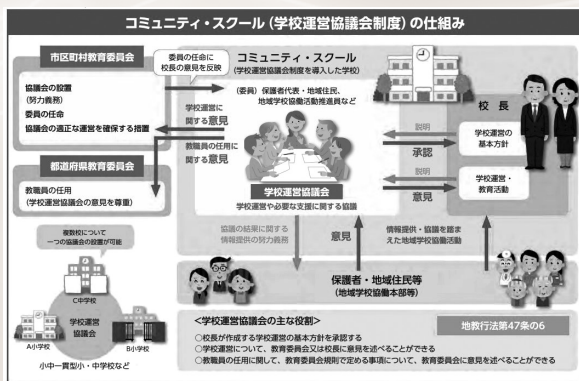 コミュニティ・スクール(学校運営協議会制度)の仕組み
市区町村教育委員会
協議会の設置
(努力義務)
委員の任命
協議会の適正な運営を確保する措置
委員の任命に
校長の意見を反映
コミュニティ・スクール
(学校運営協議会制度を導入した学校)
(委員)保護者代表・地域住民、
地域学校協働活動推進員など
学校運営に
関する意見
教職員の任用に
関する意見
都道府県教育委員会
教職員の任用
(学校運営協議会の意見を尊重)
学校運営協議会
学校運営や必要な支援に関する協議
校長
説明
承認
学校運営の
基本方針
説明
意見
学校運営・
教育活動
協議の結果に関する
情報提供の努力義務
意見
情報提供・協議を踏ま
えた地域学校協働活動
保護者・地域住民等
(地域学校協働本部等)
複数校について
一つの協議会の設置が可能
C中学校
学校運営
協議会
A小学校
B小学校
小中一貫型小・中学校など
<学校運営協議会の主な役割>
地教行法第47条の6
○校長が作成する学校運営の基本方針を承認する
○学校運営について、教育委員会又は校長に意見を述べることができる
○教職員の任用に関して、教育委員会規則で定める事項について、教育委員会に意見を述べることができる